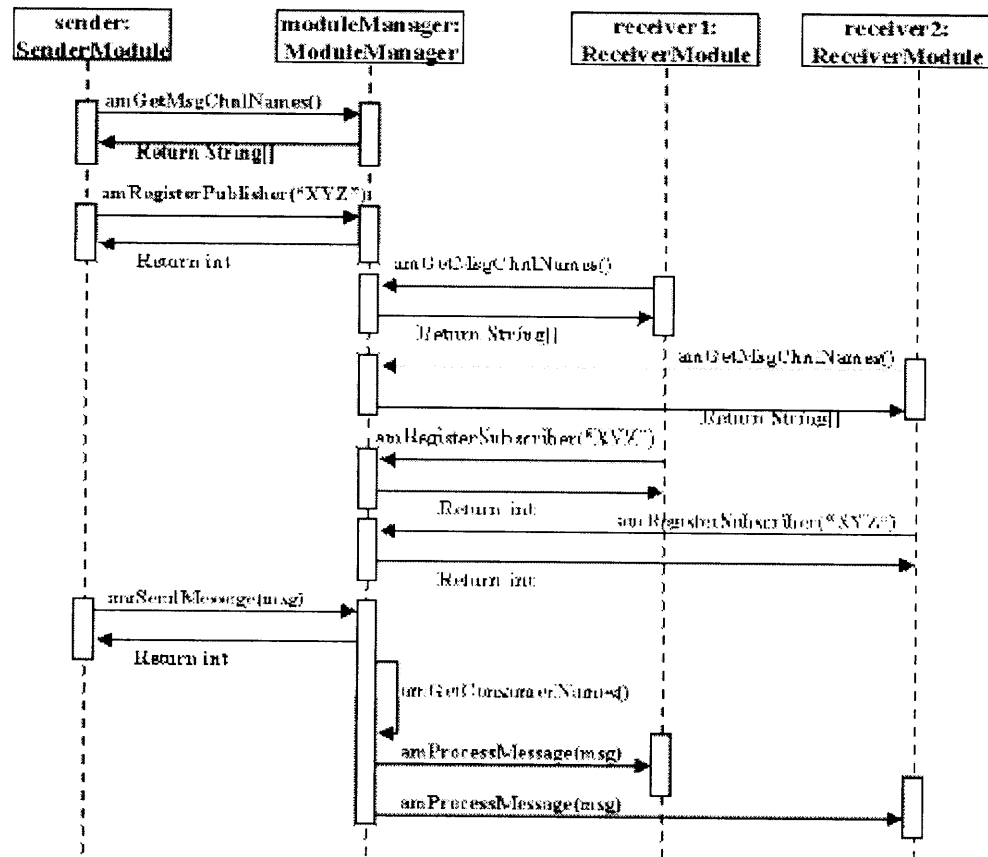 sender:
SenderModule
moduleManager:
ModuleManager
receiver1:
ReceiverModule
receiver2:
ReceiverModule
amGetMsgChnlNames()
Return String[]
amRegisterPublisher("XYZ")
Return int
amGetMsgChnlNames()
Return String[]
amGetMsgChnlNames()
Return String[]
amRegisterSubscriber("XYZ")
Return int
amRegisterSubscriber("XYZ")
Return int
amSendMessage(msg)
Return int
amGetConsumerNames()
amProcessMessage(msg)
amProcessMessage(msg)